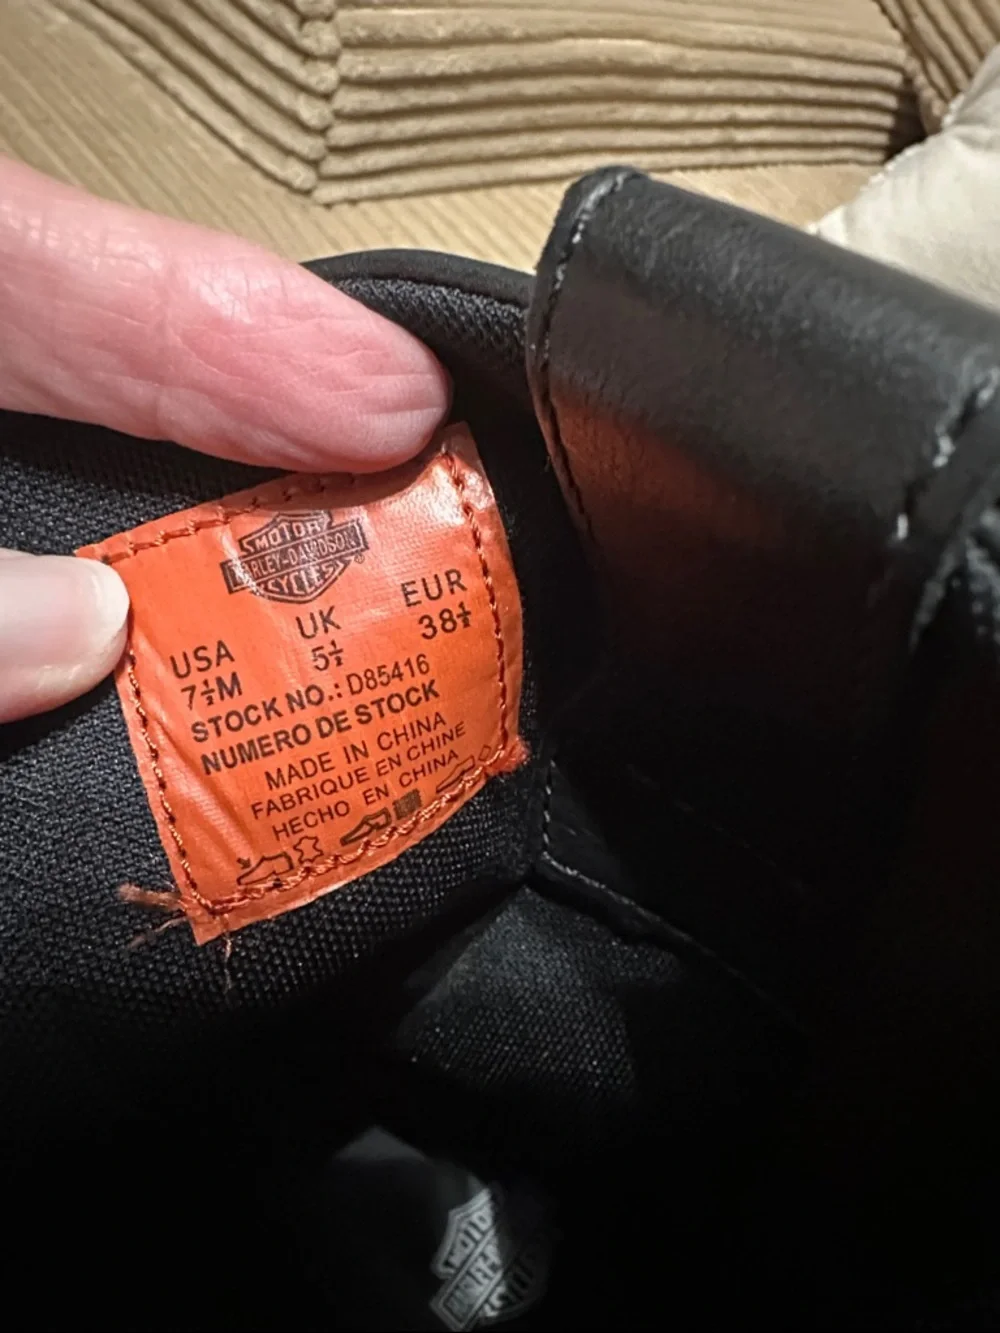 MOTOR
HARLEY-DAVIDSON
CYCLES
®
USA UK EUR
7½M 5½ 38½
STOCK NO.: D85416
NUMERO DE STOCK
MADE IN CHINA
FABRIQUE EN CHINE
HECHO EN CHINA
MOTOR